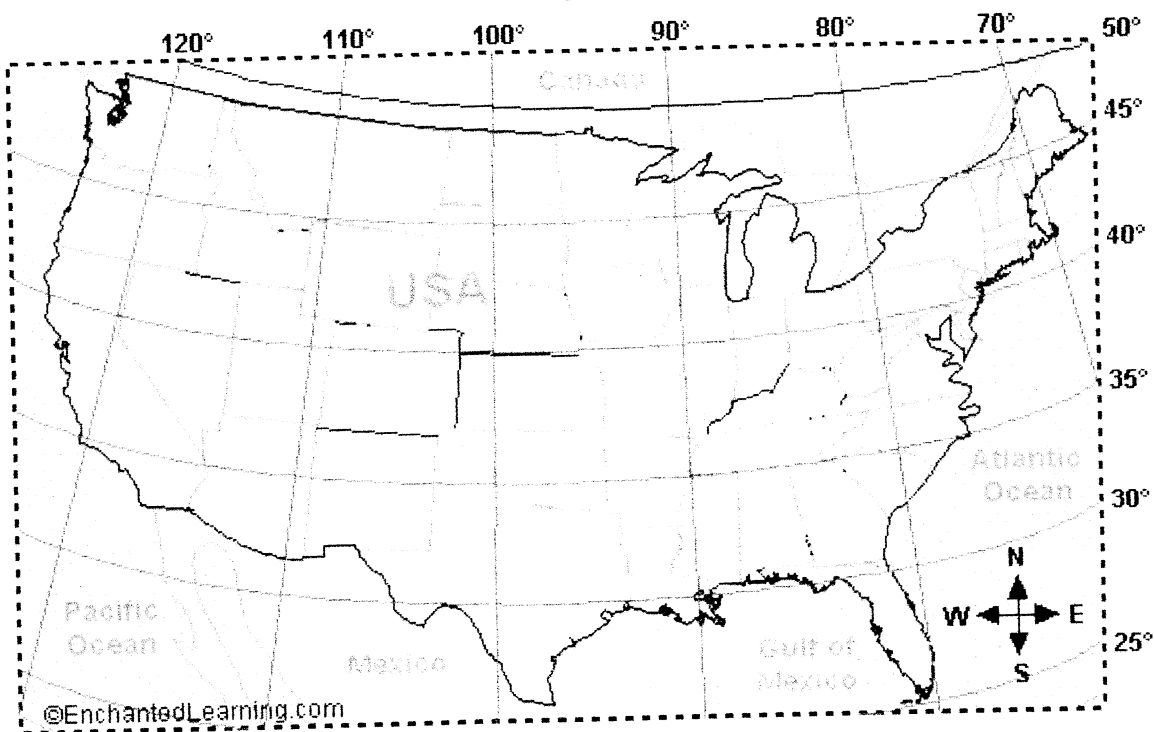 120° 110° 100° 90° 80° 70° 50°
Canada
45°
40°
USA
35°
Atlantic
Ocean
30°
N
Pacific
Ocean
W E
Gulf of
Mexico
Mexico
S
25°
©EnchantedLearning.com